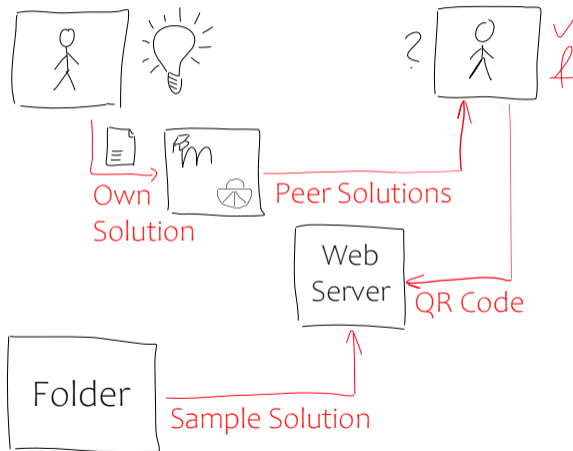 ?
Own
Solution
Peer Solutions
Web
Server
QR Code
Folder
Sample Solution